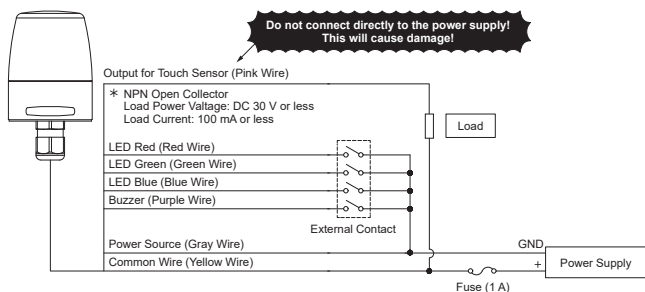 Do not connect directly to the power supply!
This will cause damage!
Output for Touch Sensor (Pink Wire)
* NPN Open Collector
Load Power Valtage: DC 30 V or less
Load Current: 100 mA or less
Load
LED Red (Red Wire)
LED Green (Green Wire)
LED Blue (Blue Wire)
Buzzer (Purple Wire)
External Contact
Power Source (Gray Wire)
GND
Common Wire (Yellow Wire)
+
Power Supply
Fuse (1 A)